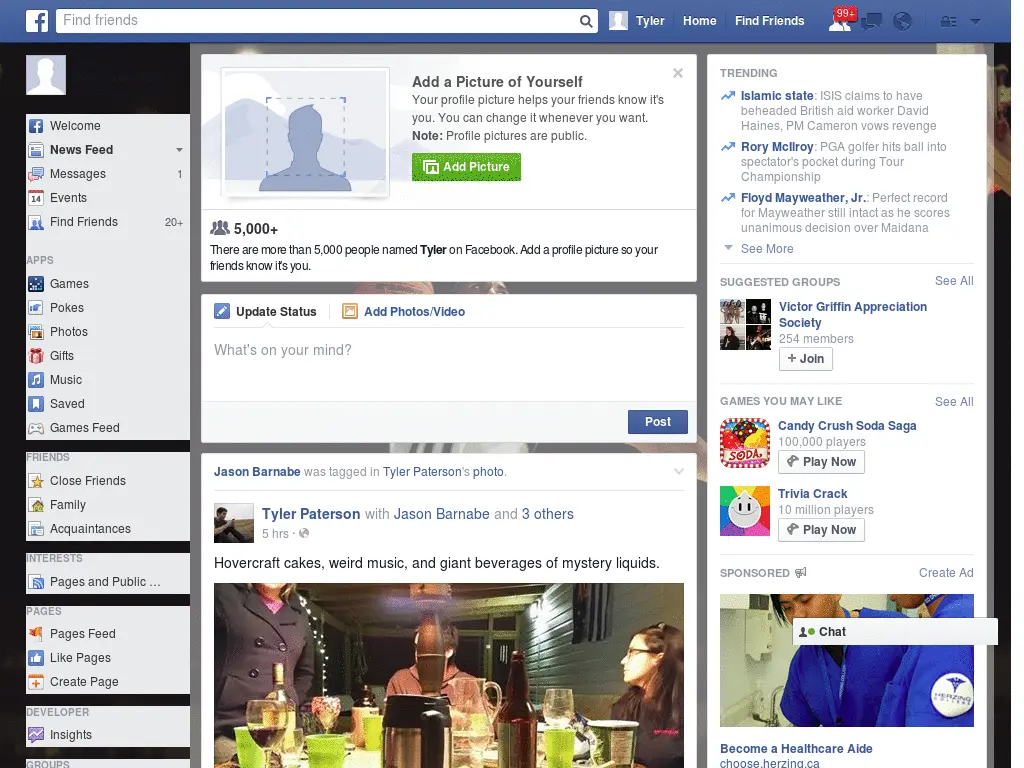 Find friends
Tyler
Home
Find Friends
99+
Welcome
News Feed
Messages 1
14 Events
Find Friends 20+
APPS
Games
Pokes
Photos
Gifts
Music
Saved
Games Feed
FRIENDS
Close Friends
Family
Acquaintances
INTERESTS
Pages and Public ...
PAGES
Pages Feed
Like Pages
Create Page
DEVELOPER
Insights
GROUPS
Add a Picture of Yourself
Your profile picture helps your friends know it's
you. You can change it whenever you want.
Note: Profile pictures are public.
Add Picture
5,000+
There are more than 5,000 people named Tyler on Facebook. Add a profile picture so your
friends know it's you.
Update Status
Add Photos/Video
What's on your mind?
Post
Jason Barnabe was tagged in Tyler Paterson's photo.
Tyler Paterson with Jason Barnabe and 3 others
5 hrs ·
Hovercraft cakes, weird music, and giant beverages of mystery liquids.
TRENDING
Islamic state: ISIS claims to have
beheaded British aid worker David
Haines, PM Cameron vows revenge
Rory McIlroy: PGA golfer hits ball into
spectator's pocket during Tour
Championship
Floyd Mayweather, Jr.: Perfect record
for Mayweather still intact as he scores
unanimous decision over Maidana
See More
SUGGESTED GROUPS See All
Victor Griffin Appreciation
Society
254 members
+ Join
GAMES YOU MAY LIKE See All
SODA
Candy Crush Soda Saga
100,000 players
Play Now
Trivia Crack
10 million players
Play Now
SPONSORED Create Ad
Chat
HERZING
Become a Healthcare Aide
choose.herzing.ca